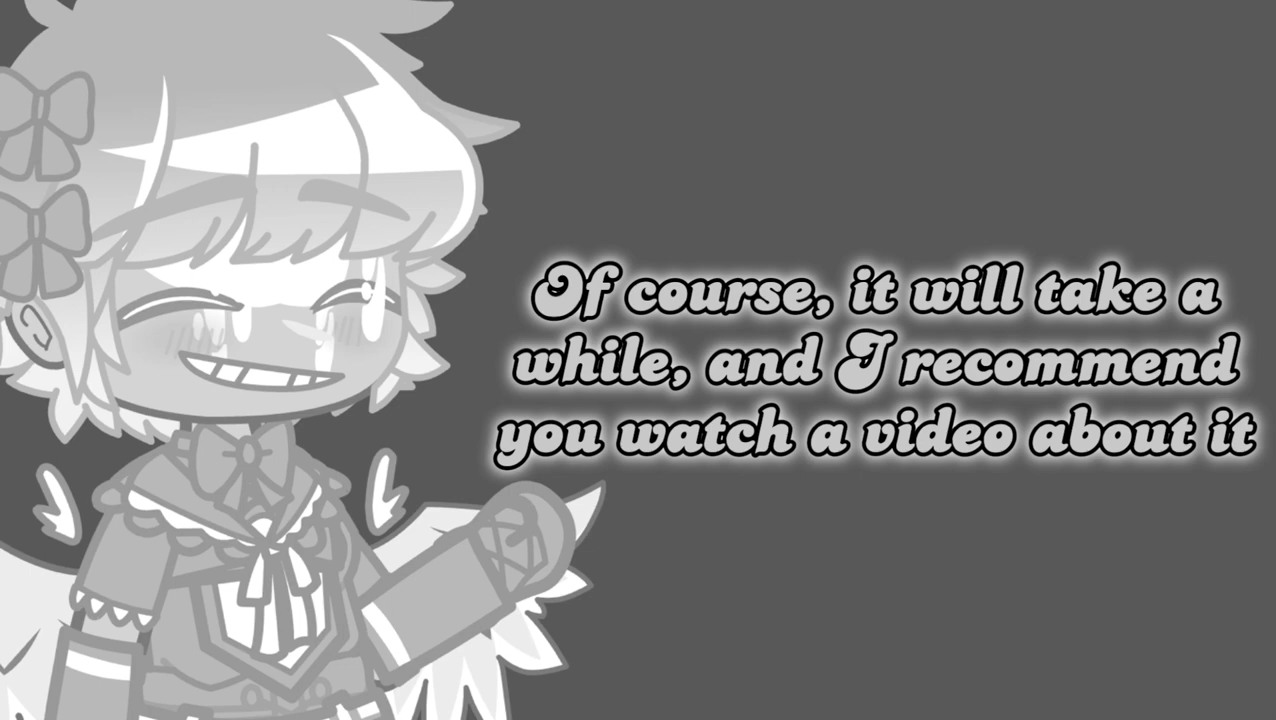 Of course, it will take a
while, and I recommend
you watch a video about it